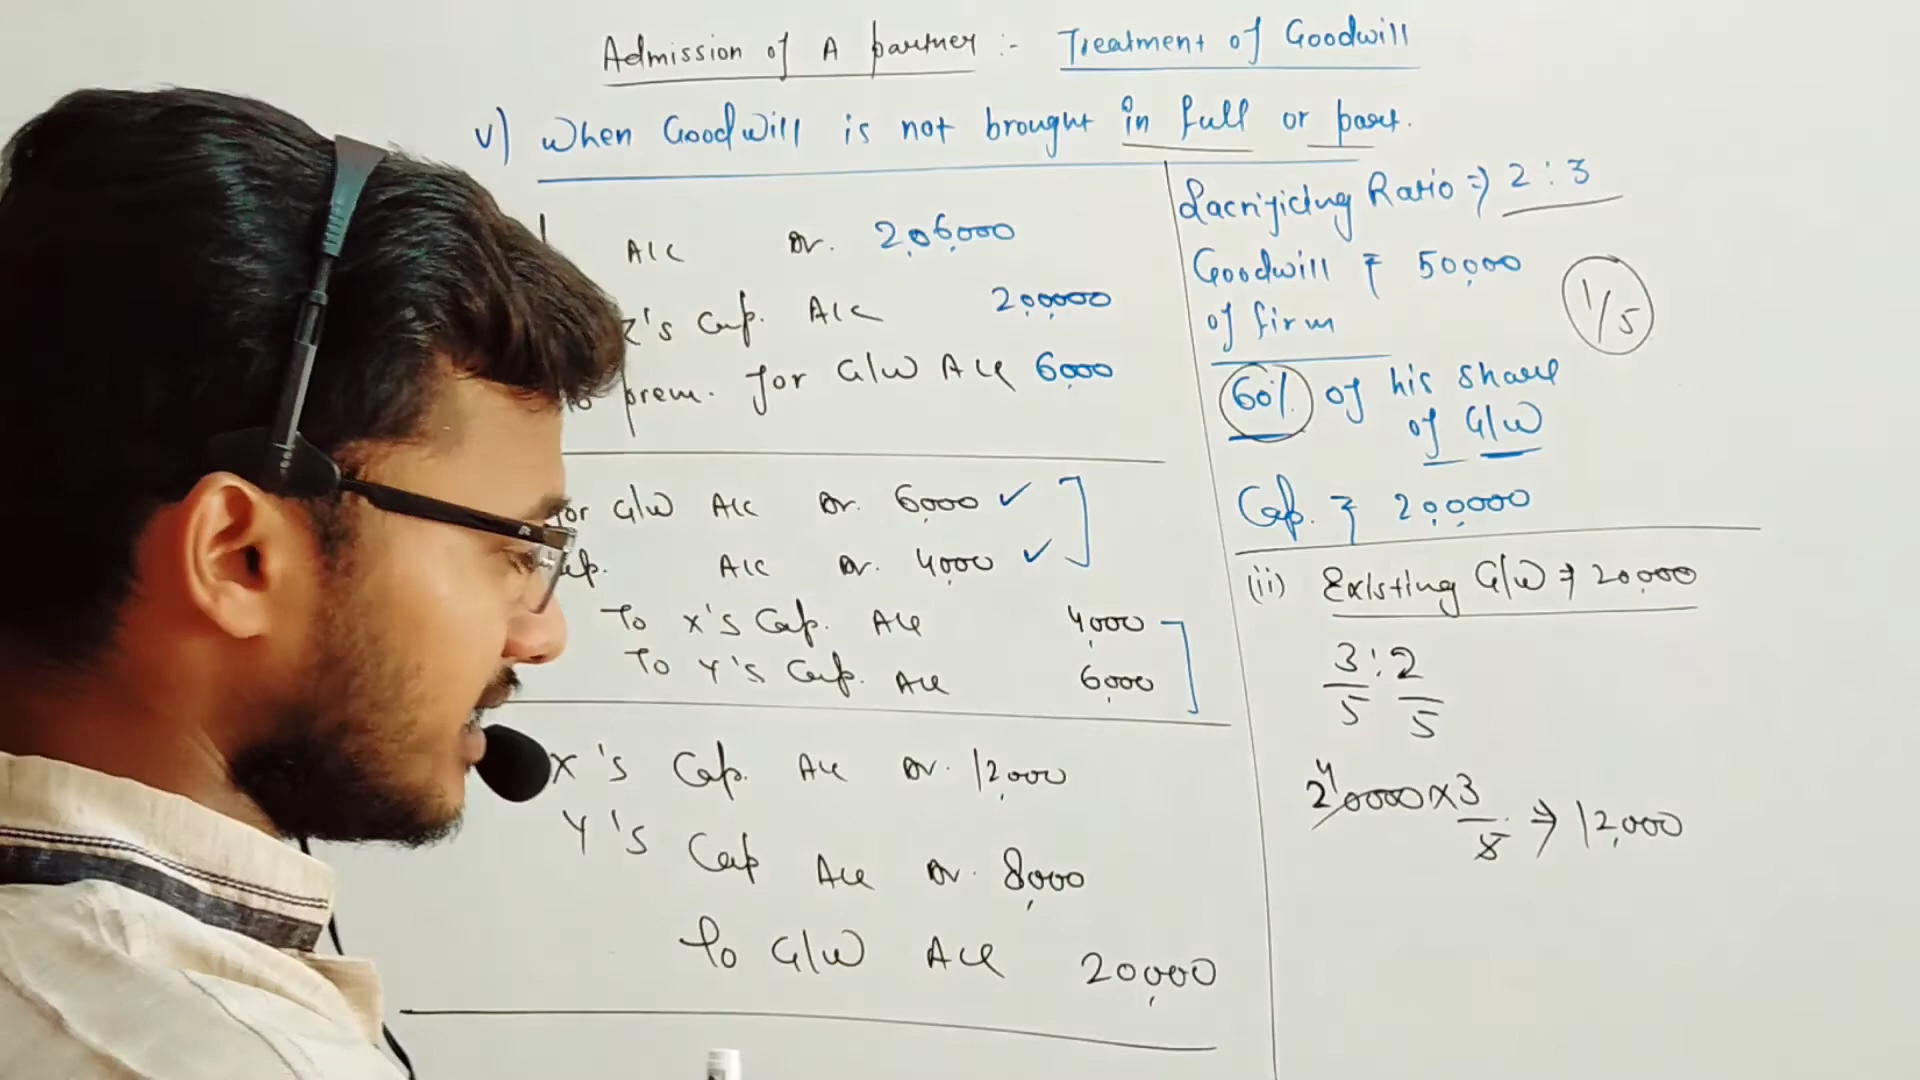 Admission of A partner :- Treatment of Goodwill
v) When Goodwill is not brought in full or part.
A/c Dr. 2,06,000
Z's Cap. A/c 2,00,000
To prem. for G/W A/c 6,000
for G/W A/c Dr. 6,000 ✓
Cap. A/c Dr. 4,000 ✓
To X's Cap. A/c 4,000
To Y's Cap. A/c 6,000
X's Cap. A/c Dr. 12,000
Y's Cap A/c Dr. 8,000
To G/W A/c 20,000
Sacrificing Ratio ⇒ 2 : 3
Goodwill ₹ 50,000
of firm
1/5
60% of his share
of G/W
Cap. ₹ 2,00,000
(ii) Existing G/W ⇒ 20,000
3 : 2
5 5
4
20000 x 3 ⇒ 12,000
5